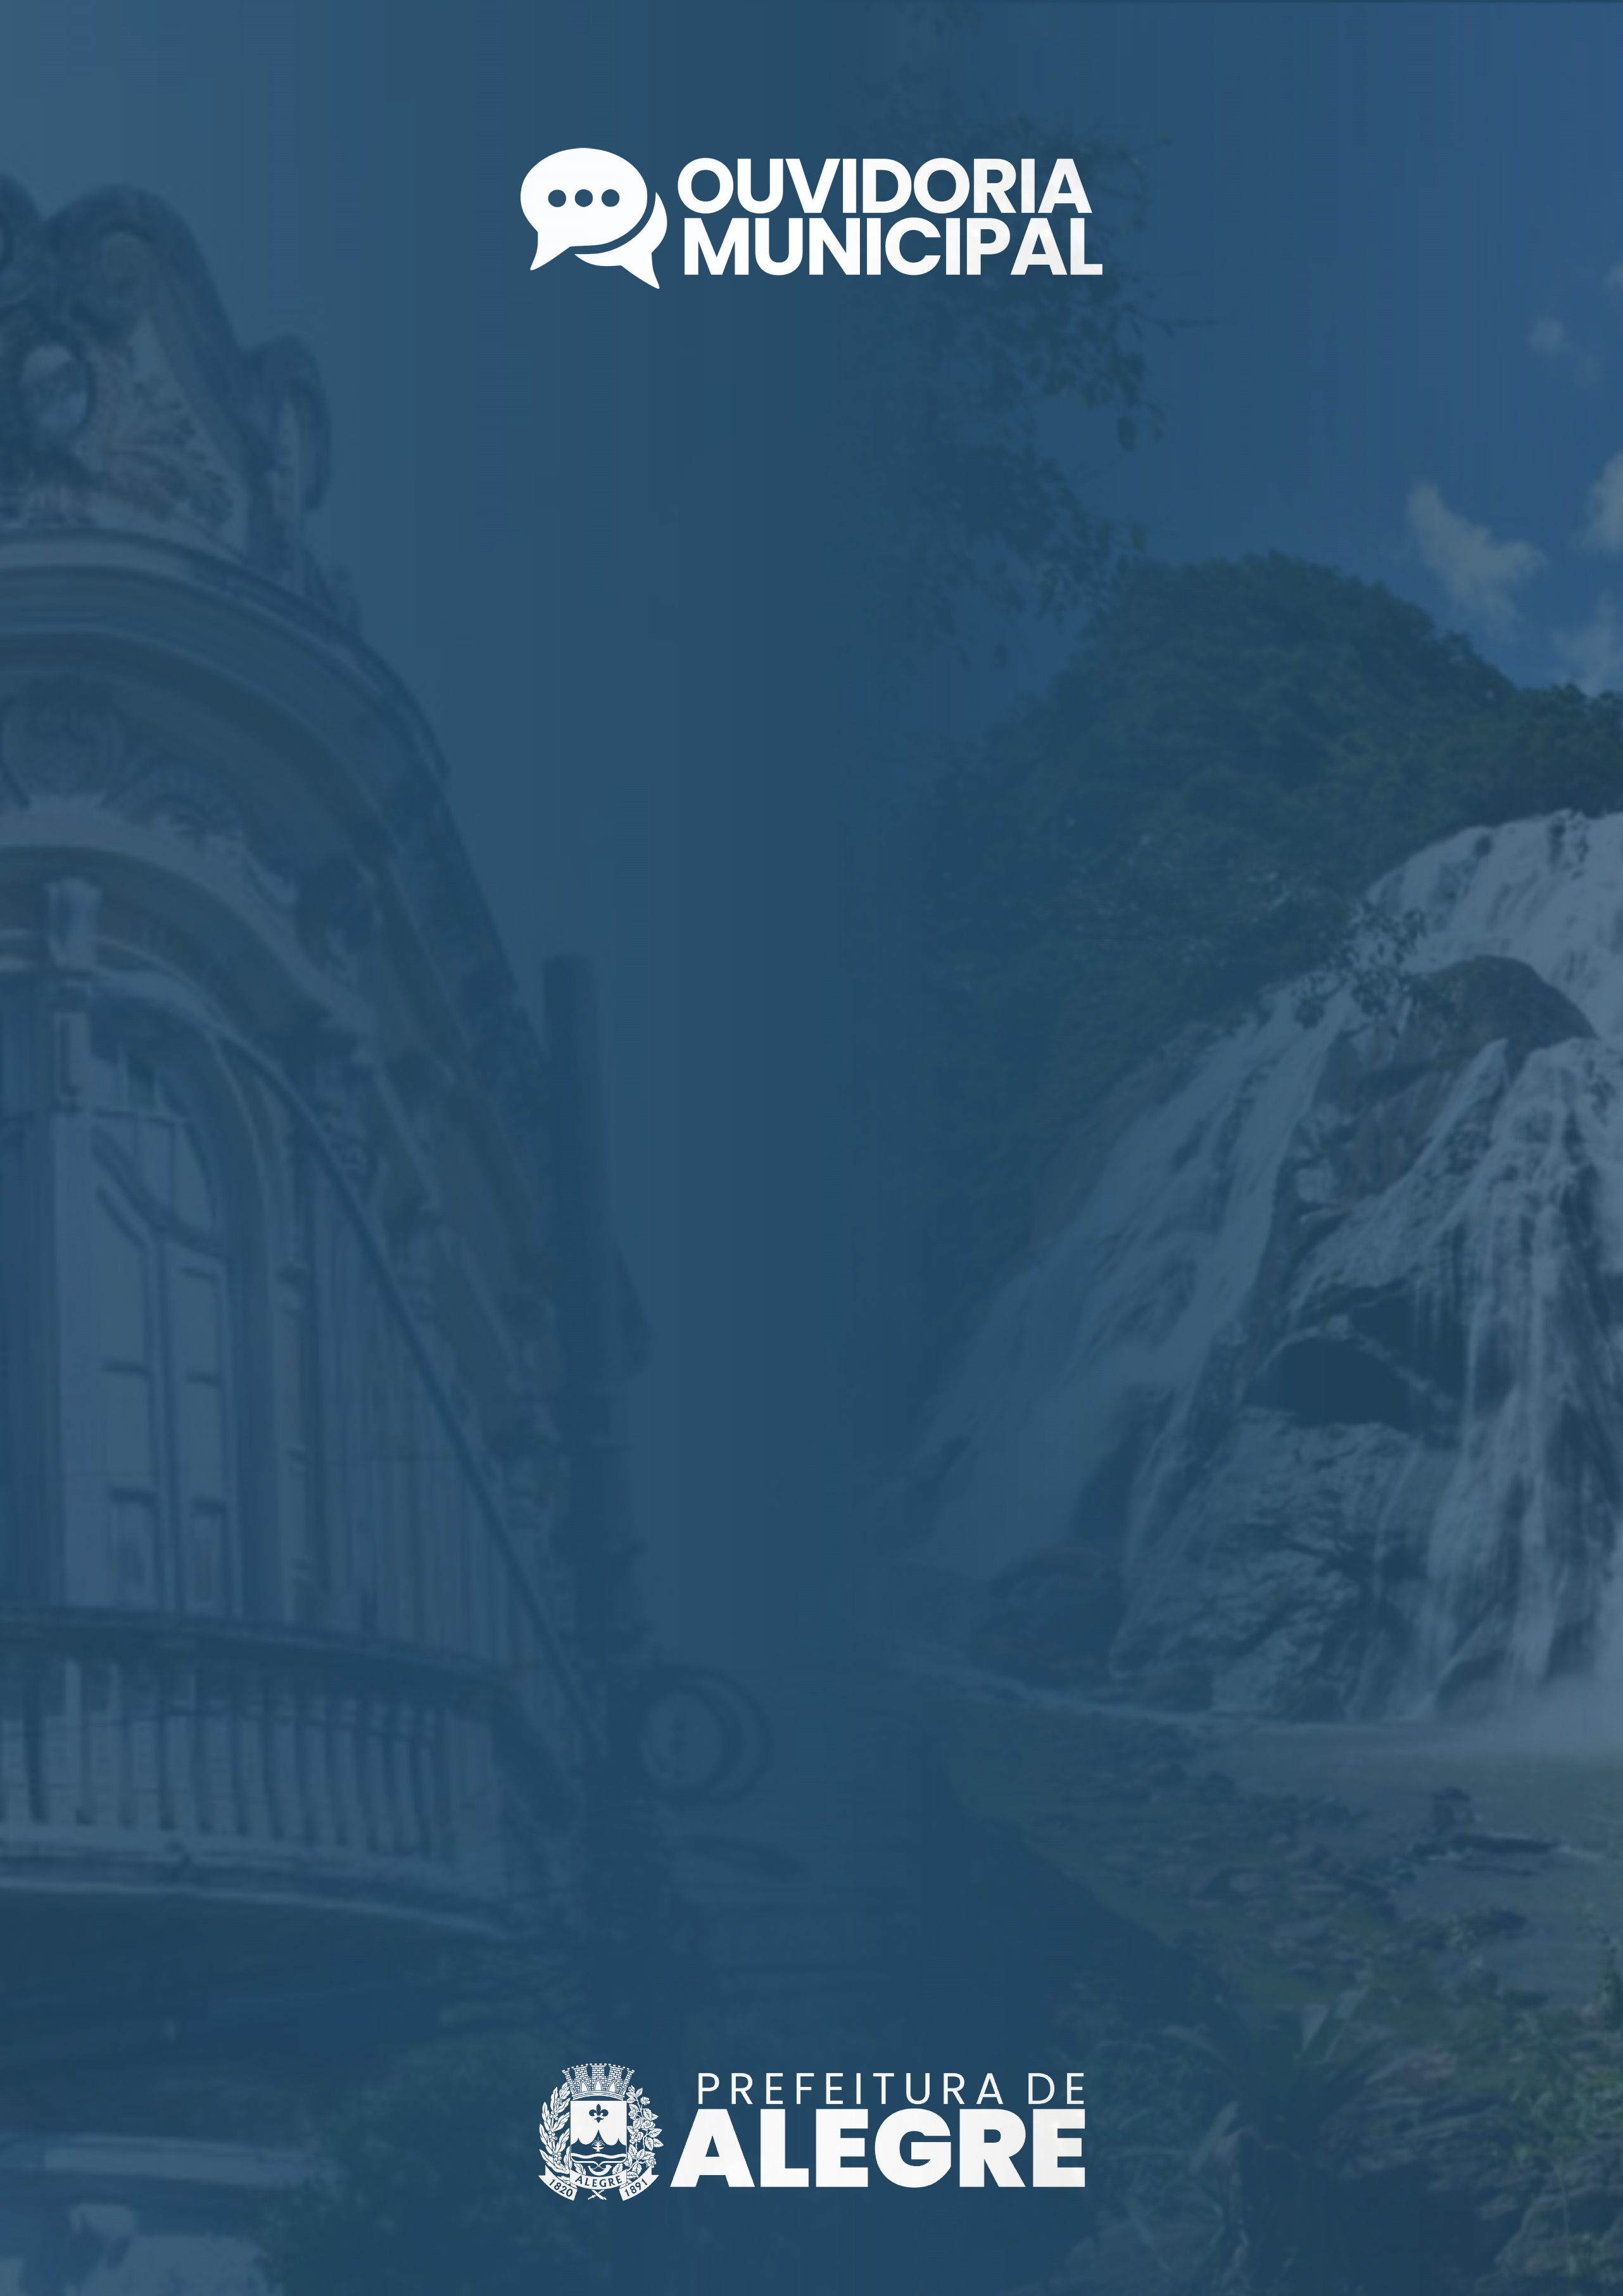 OUVIDORIA
MUNICIPAL
PREFEITURA DE
ALEGRE
ALEGRE
1820
1891